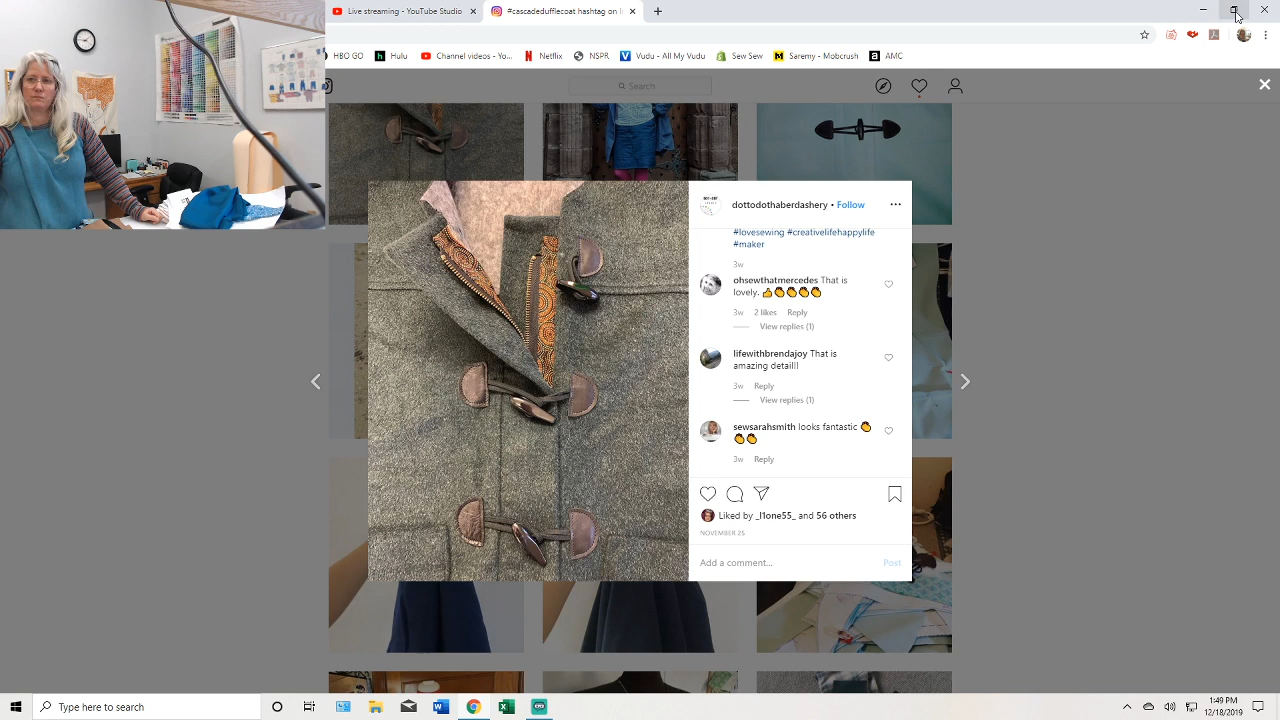 Live streaming - YouTube Studio
#cascadedufflecoat hashtag on In
HBO GO
Hulu
Channel videos - You...
Netflix
NSPR
Vudu - All My Vudu
Sew Sew
Saremy - Mobcrush
AMC
Search
dottodothaberdashery • Follow
#lovesewing #creativelifehappylife
#maker
3w
ohsewthatmercedes That is
lovely. 👍👏👏👏👏
3w 2 likes Reply
View replies (1)
lifewithbrendajoy That is
amazing detail!!
3w Reply
View replies (1)
sewsarahsmith looks fantastic 👏
👏👏
3w Reply
Liked by _l1one55_ and 56 others
NOVEMBER 25
Add a comment...
Post
Type here to search
1:49 PM
12/18/2019